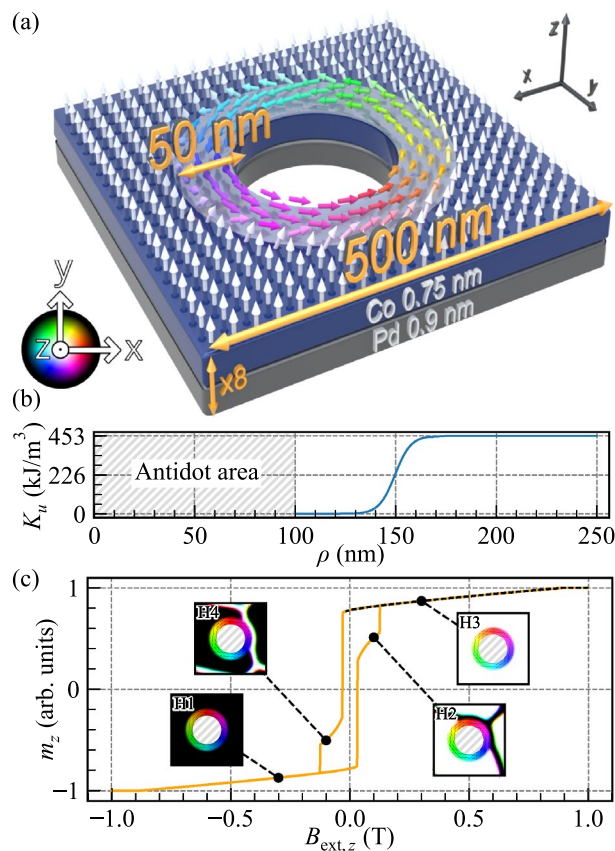 (a)
z
x
y
50 nm
500 nm
Co 0.75 nm
Pd 0.9 nm
x8
y
z
x
(b)
K_u (kJ/m³)
453
226
0
Antidot area
0 50 100 150 200 250
ρ (nm)
(c)
m_z (arb. units)
1
0
−1
H4
H3
H1
H2
−1.0 −0.5 0.0 0.5 1.0
B_ext, z (T)